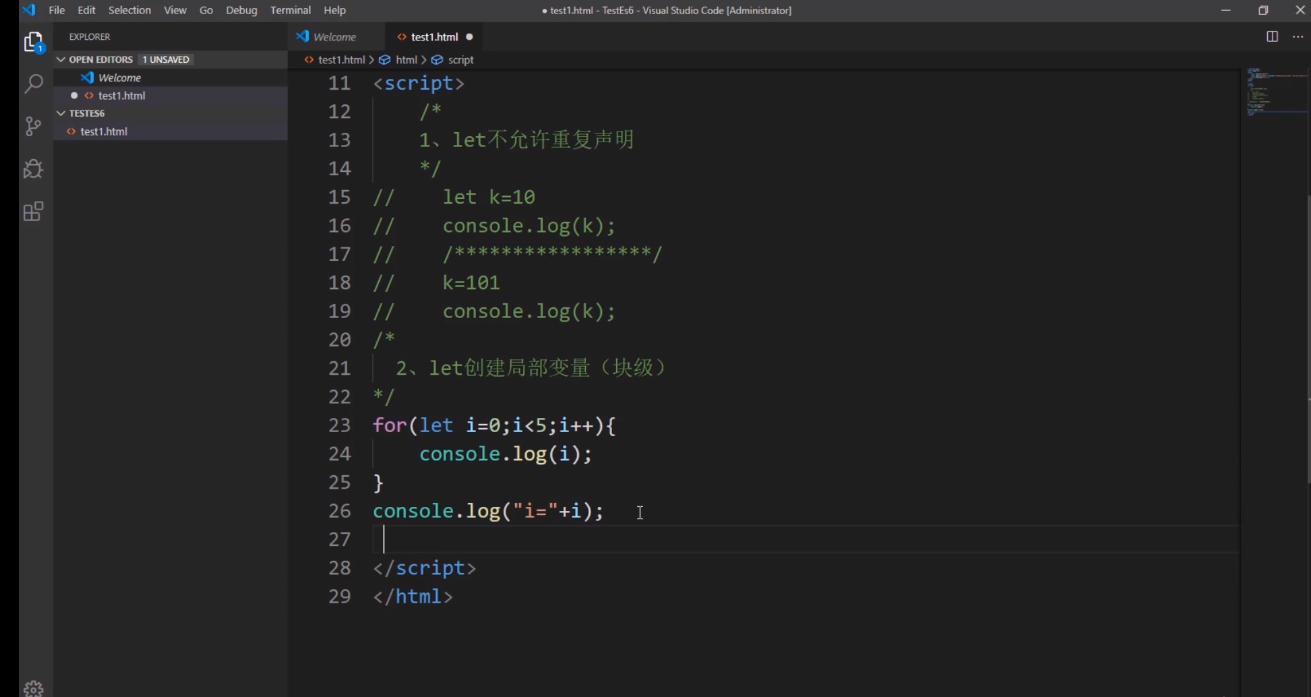 File Edit Selection View Go Debug Terminal Help
● test1.html - TestEs6 - Visual Studio Code [Administrator]
EXPLORER
Welcome
test1.html ●
OPEN EDITORS 1 UNSAVED
test1.html > html > script
Welcome
● test1.html
TESTES6
test1.html
1
11 <script>
12 /*
13 1、let不允许重复声明
14 */
15 // let k=10
16 // console.log(k);
17 // /*****************/
18 // k=101
19 // console.log(k);
20 /*
21 2、let创建局部变量（块级）
22 */
23 for(let i=0;i<5;i++){
24 console.log(i);
25 }
26 console.log("i="+i);
27
28 </script>
29 </html>